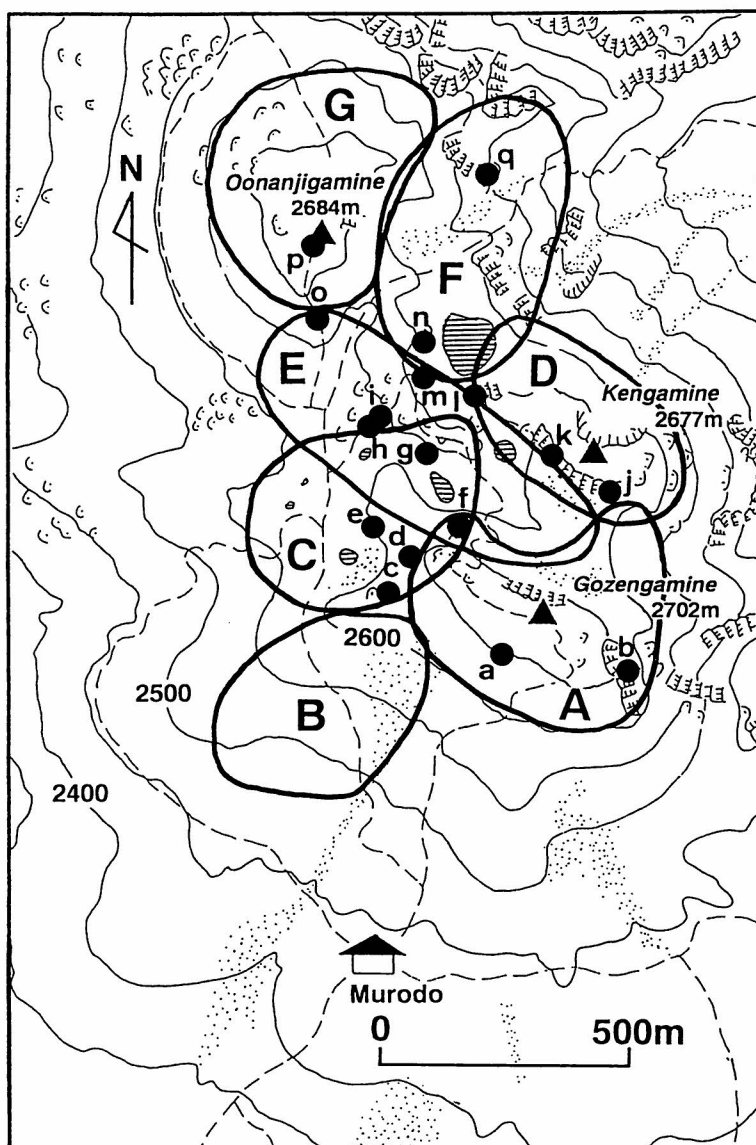 G
q
N
Oonanjigamine
2684m
p
o
F
n
E
D
m
l
Kengamine
2677m
i
k
h
g
j
f
e
C
d
c
Gozengamine
2702m
2600
b
a
2500
A
B
2400
Murodo
0
500m